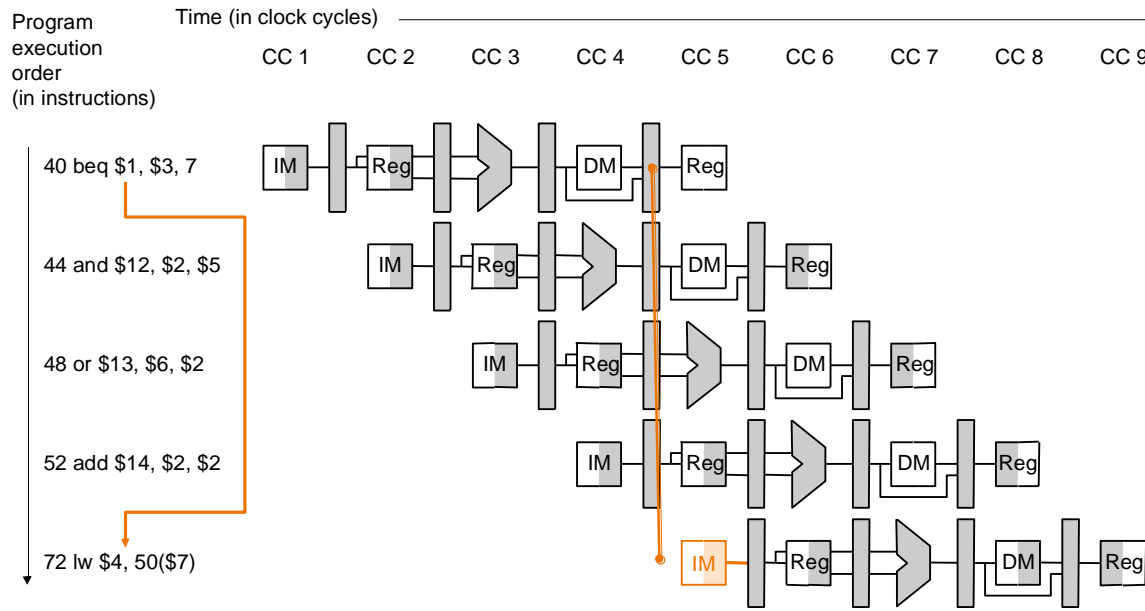 Program
execution
order
(in instructions)
Time (in clock cycles)
CC 1 CC 2 CC 3 CC 4 CC 5 CC 6 CC 7 CC 8 CC 9
40 beq $1, $3, 7 IM Reg DM Reg
44 and $12, $2, $5 IM Reg DM Reg
48 or $13, $6, $2 IM Reg DM Reg
52 add $14, $2, $2 IM Reg DM Reg
72 lw $4, 50($7) IM Reg DM Reg